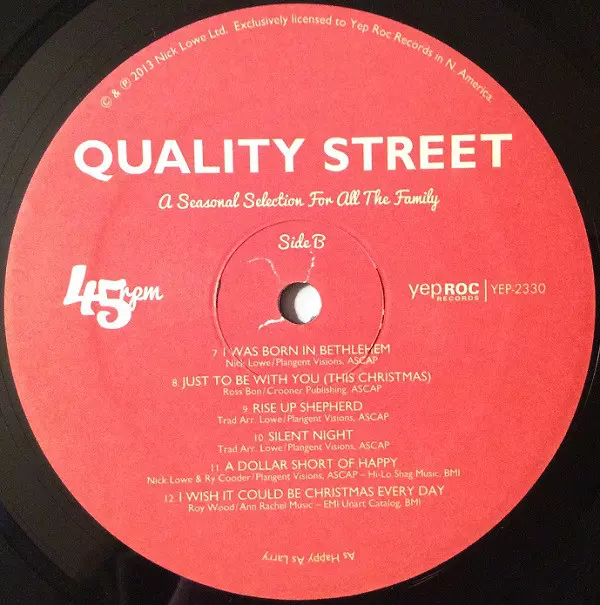 © & ℗ 2013 Nick Lowe Ltd. Exclusively licensed to Yep Roc Records in N. America.
QUALITY STREET
A Seasonal Selection For All The Family
Side B
45rpm
yepROC
RECORDS
YEP-2330
7. I WAS BORN IN BETHLEHEM
Nick Lowe/Plangent Visions, ASCAP
8. JUST TO BE WITH YOU (THIS CHRISTMAS)
Ross Bon/Crooner Publishing, ASCAP
9. RISE UP SHEPHERD
Trad Arr. Lowe/Plangent Visions, ASCAP
10. SILENT NIGHT
Trad Arr. Lowe/Plangent Visions, ASCAP
11. A DOLLAR SHORT OF HAPPY
Nick Lowe & Ry Cooder/Plangent Visions, ASCAP – Hi-Lo Shag Music, BMI
12. I WISH IT COULD BE CHRISTMAS EVERY DAY
Roy Wood/Ann Rachel Music – EMI Unart Catalog, BMI
As Happy As Larry